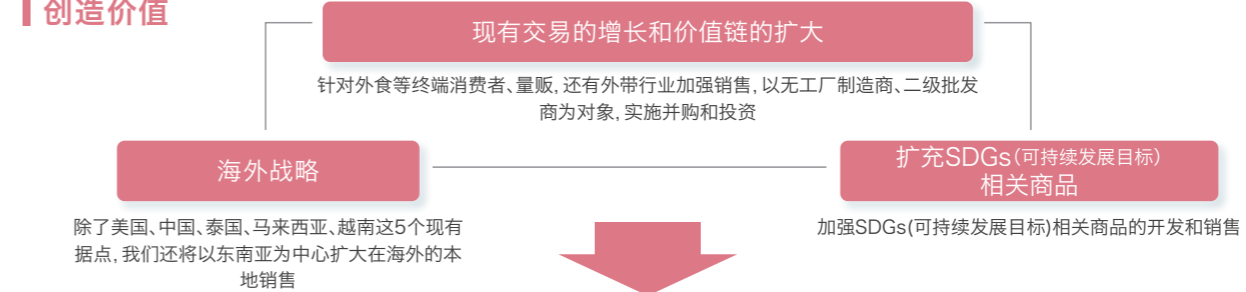 创造价值
现有交易的增长和价值链的扩大
针对外食等终端消费者、量贩, 还有外带行业加强销售, 以无工厂制造商、二级批发
商为对象, 实施并购和投资
海外战略
除了美国、中国、泰国、马来西亚、越南这5个现有
据点, 我们还将以东南亚为中心扩大在海外的本
地销售
扩充SDGs(可持续发展目标)
相关商品
加强SDGs(可持续发展目标)相关商品的开发和销售